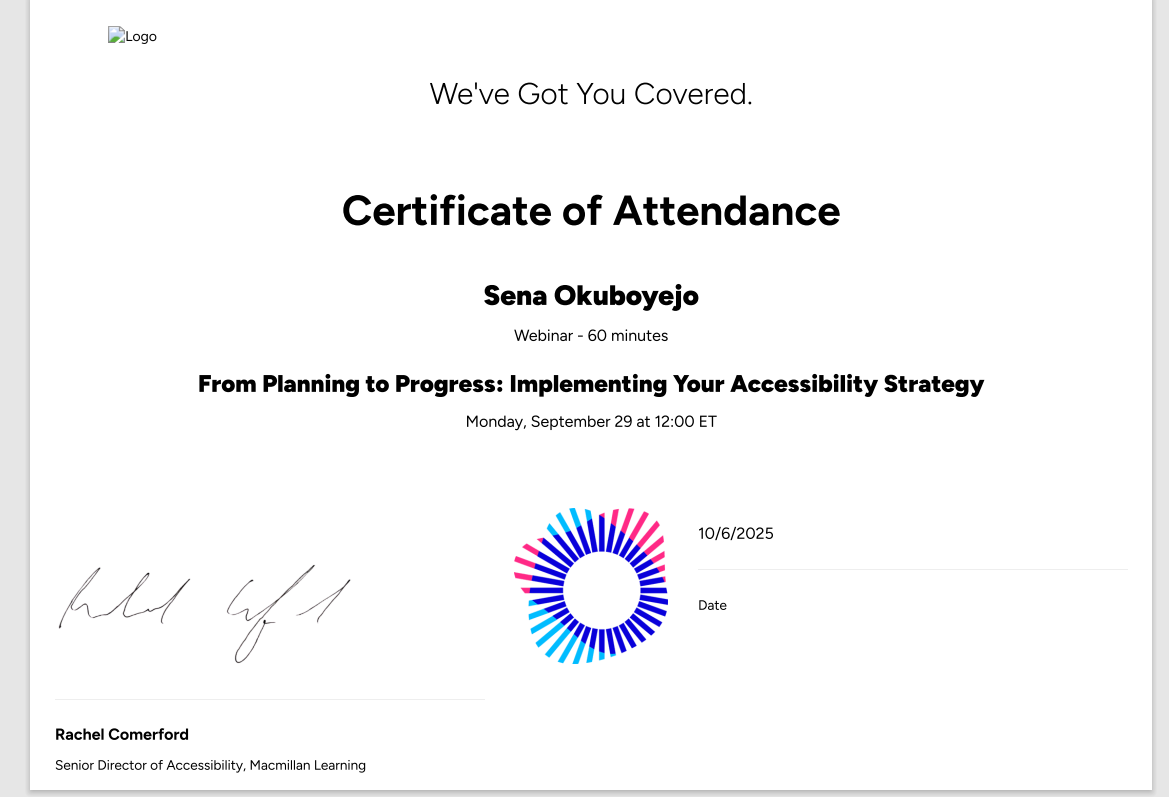 Logo
We've Got You Covered.
Certificate of Attendance
Sena Okuboyejo
Webinar - 60 minutes
From Planning to Progress: Implementing Your Accessibility Strategy
Monday, September 29 at 12:00 ET
10/6/2025
Date
Rachel Comerford
Senior Director of Accessibility, Macmillan Learning